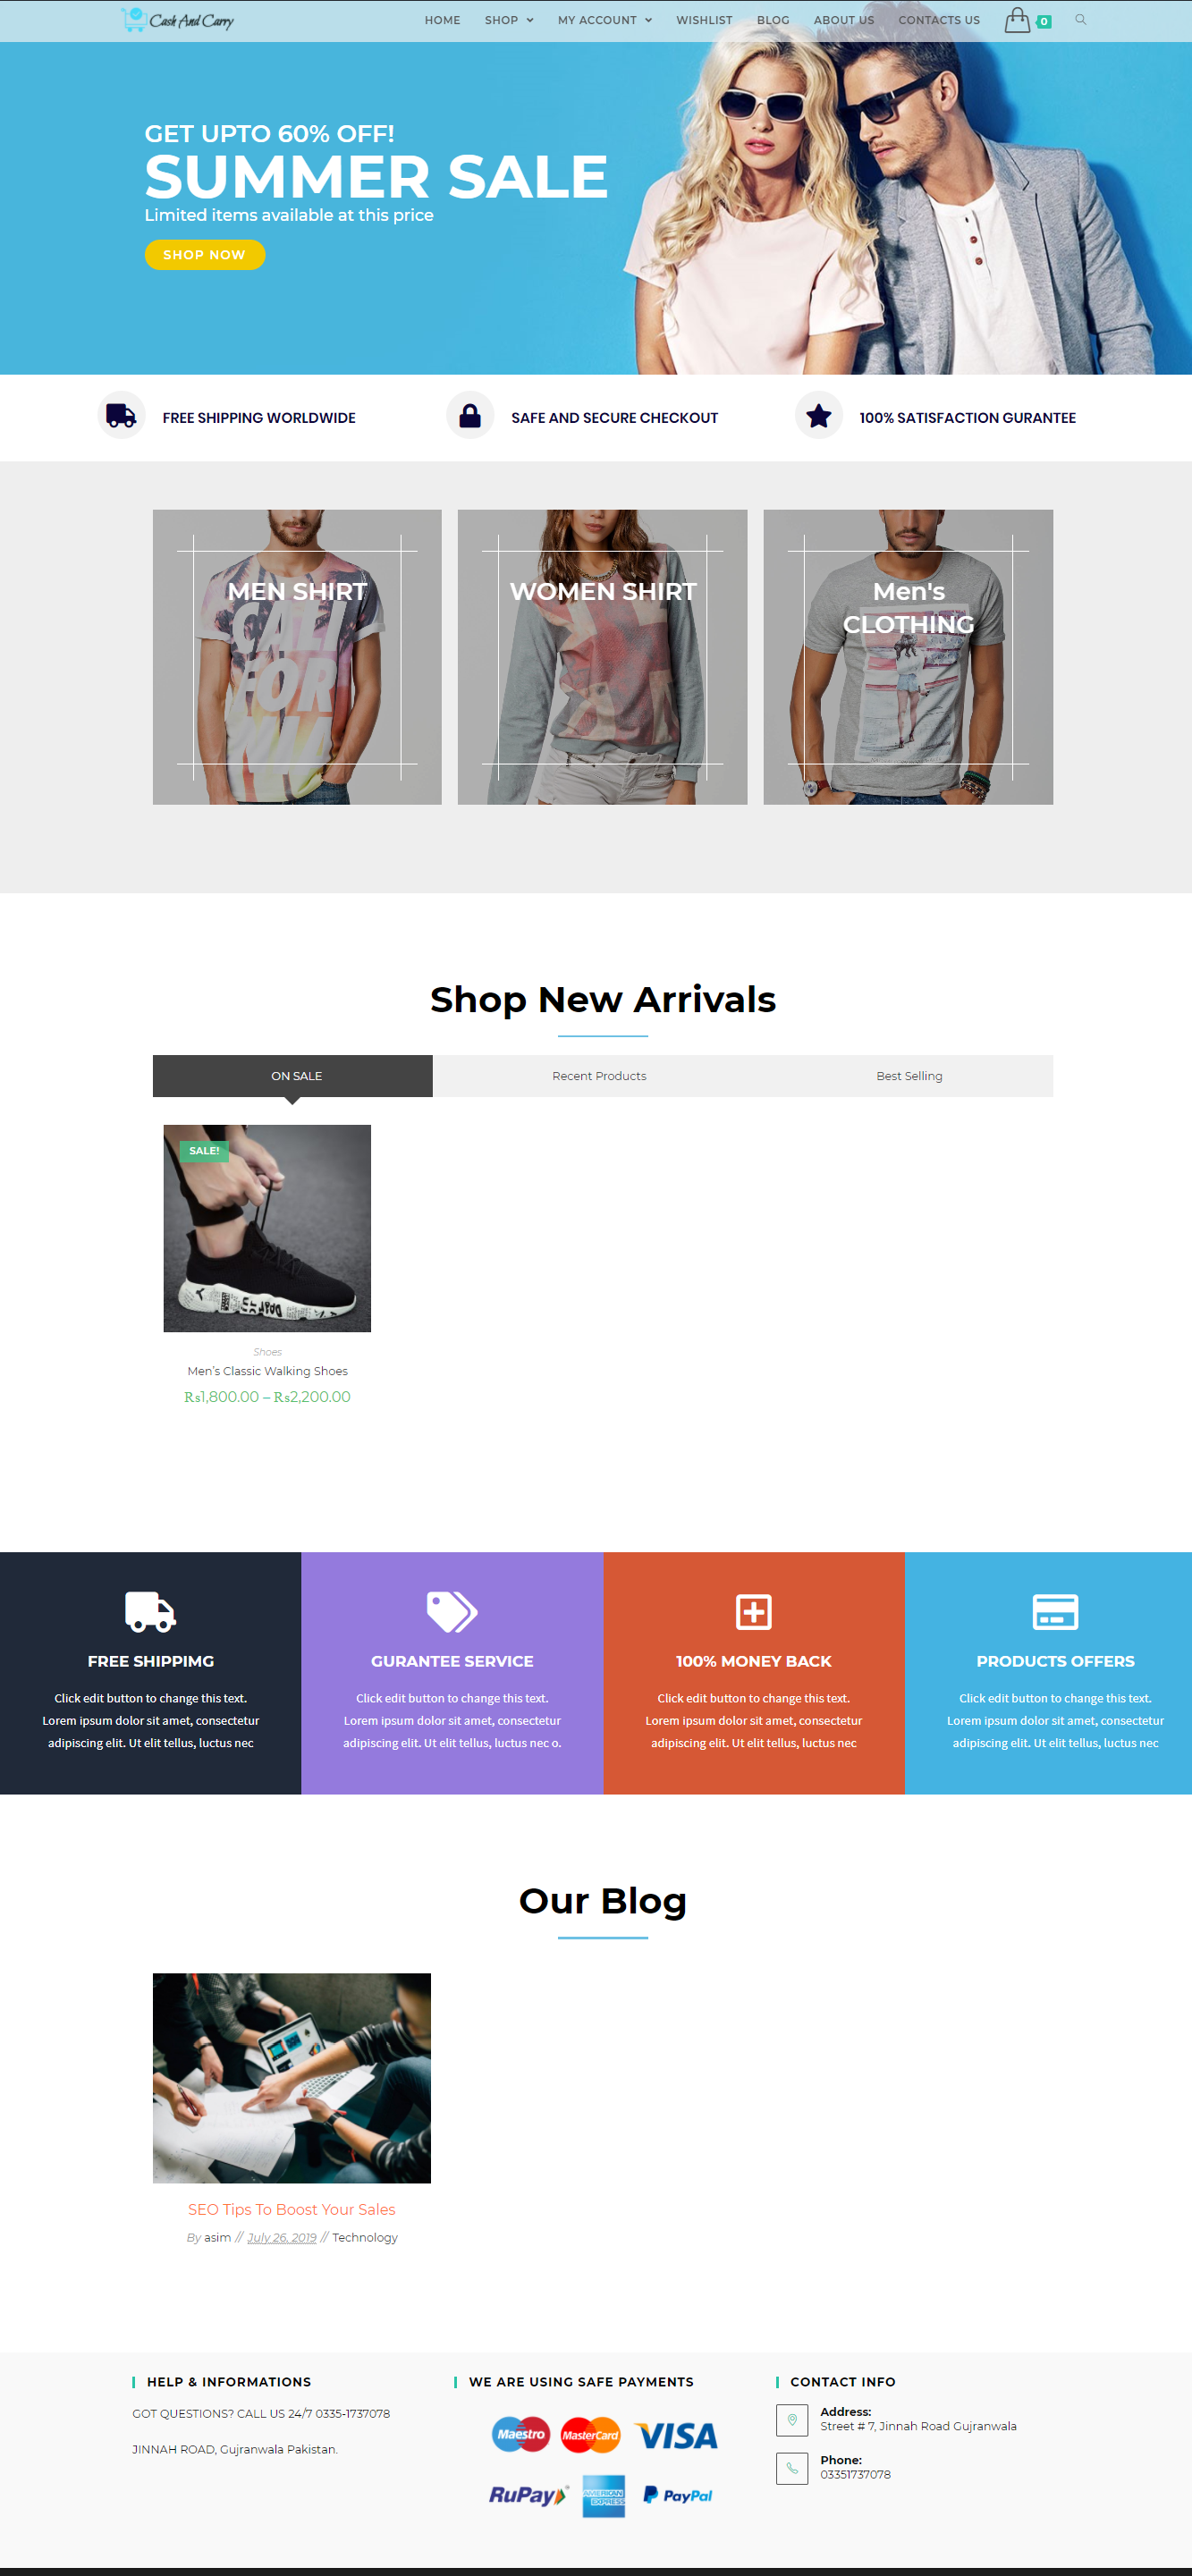 Cash And Carry
HOME SHOP MY ACCOUNT WISHLIST BLOG ABOUT US CONTACTS US 0
GET UPTO 60% OFF!
SUMMER SALE
Limited items available at this price
SHOP NOW
FREE SHIPPING WORLDWIDE
SAFE AND SECURE CHECKOUT
100% SATISFACTION GURANTEE
MEN SHIRT
CALI
FOR
WOMEN SHIRT
Men's
CLOTHING
Shop New Arrivals
ON SALE
Recent Products
Best Selling
SALE!
Shoes
Men's Classic Walking Shoes
₨1,800.00 – ₨2,200.00
FREE SHIPPIMG
Click edit button to change this text.
Lorem ipsum dolor sit amet, consectetur
adipiscing elit. Ut elit tellus, luctus nec
GURANTEE SERVICE
Click edit button to change this text.
Lorem ipsum dolor sit amet, consectetur
adipiscing elit. Ut elit tellus, luctus nec o.
100% MONEY BACK
Click edit button to change this text.
Lorem ipsum dolor sit amet, consectetur
adipiscing elit. Ut elit tellus, luctus nec
PRODUCTS OFFERS
Click edit button to change this text.
Lorem ipsum dolor sit amet, consectetur
adipiscing elit. Ut elit tellus, luctus nec
Our Blog
SEO Tips To Boost Your Sales
By asim // July 26, 2019 // Technology
HELP & INFORMATIONS
GOT QUESTIONS? CALL US 24/7 0335-1737078
JINNAH ROAD, Gujranwala Pakistan.
WE ARE USING SAFE PAYMENTS
Maestro MasterCard VISA
RuPay AMERICAN EXPRESS PayPal
CONTACT INFO
Address:
Street # 7, Jinnah Road Gujranwala
Phone:
03351737078